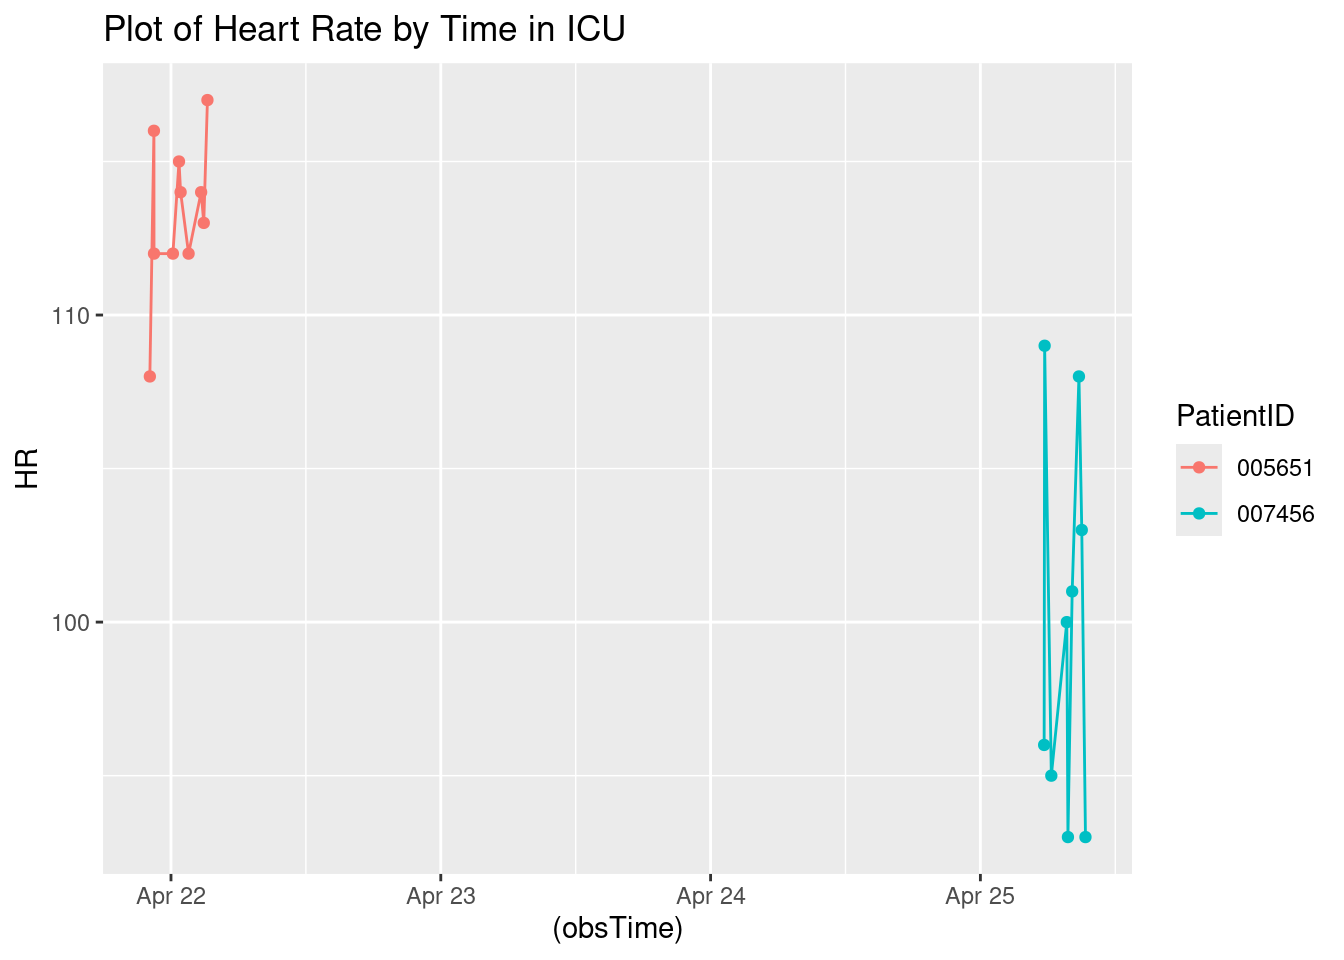 Plot of Heart Rate by Time in ICU
HR
110
100
Apr 22
Apr 23
Apr 24
Apr 25
(obsTime)
PatientID
005651
007456